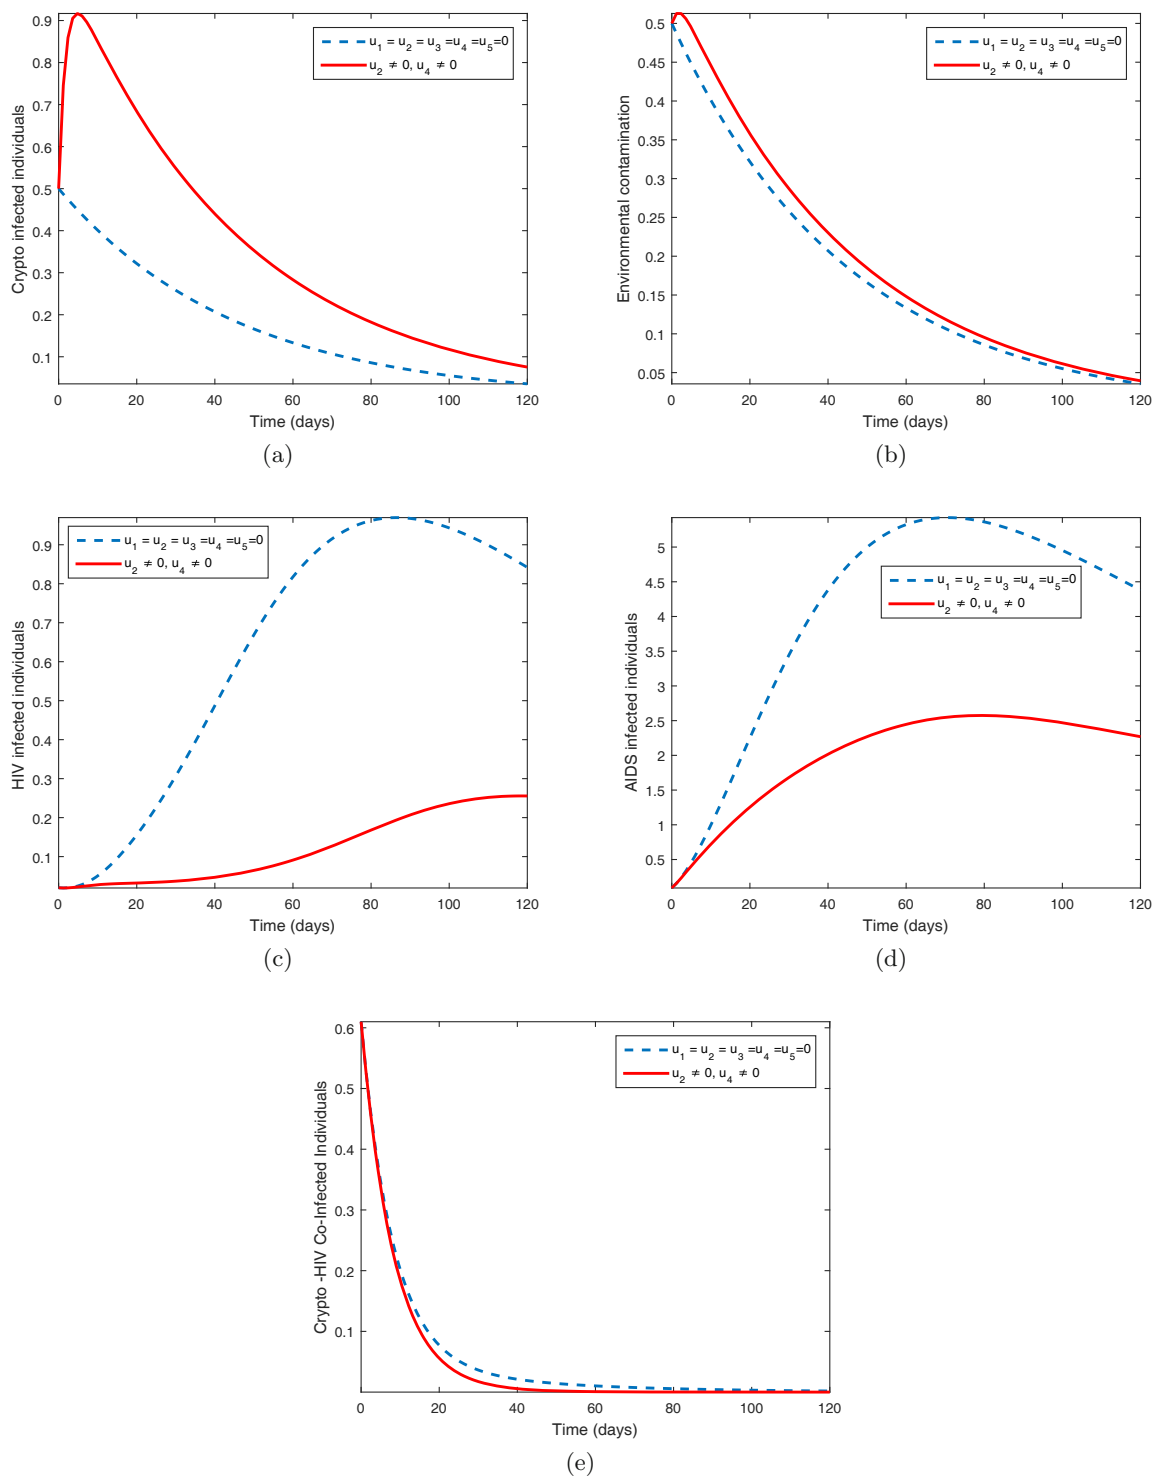 Crypto infected individuals
0.9
0.8
0.7
0.6
0.5
0.4
0.3
0.2
0.1
u₁ = u₂ = u₃ =u₄ =u₅=0
u₂ ≠ 0, u₄ ≠ 0
0 20 40 60 80 100 120
Time (days)
(a)
Environmental contamination
0.5
0.45
0.4
0.35
0.3
0.25
0.2
0.15
0.1
0.05
u₁ = u₂ = u₃ =u₄ =u₅=0
u₂ ≠ 0, u₄ ≠ 0
0 20 40 60 80 100 120
Time (days)
(b)
HIV infected individuals
0.9
0.8
0.7
0.6
0.5
0.4
0.3
0.2
0.1
u₁ = u₂ = u₃ =u₄ =u₅=0
u₂ ≠ 0, u₄ ≠ 0
0 20 40 60 80 100 120
Time (days)
(c)
AIDS infected individuals
5
4.5
4
3.5
3
2.5
2
1.5
1
0.5
u₁ = u₂ = u₃ =u₄ =u₅=0
u₂ ≠ 0, u₄ ≠ 0
0 20 40 60 80 100 120
Time (days)
(d)
Crypto -HIV Co-Infected Individuals
0.6
0.5
0.4
0.3
0.2
0.1
u₁ = u₂ = u₃ =u₄ =u₅=0
u₂ ≠ 0, u₄ ≠ 0
0 20 40 60 80 100 120
Time (days)
(e)